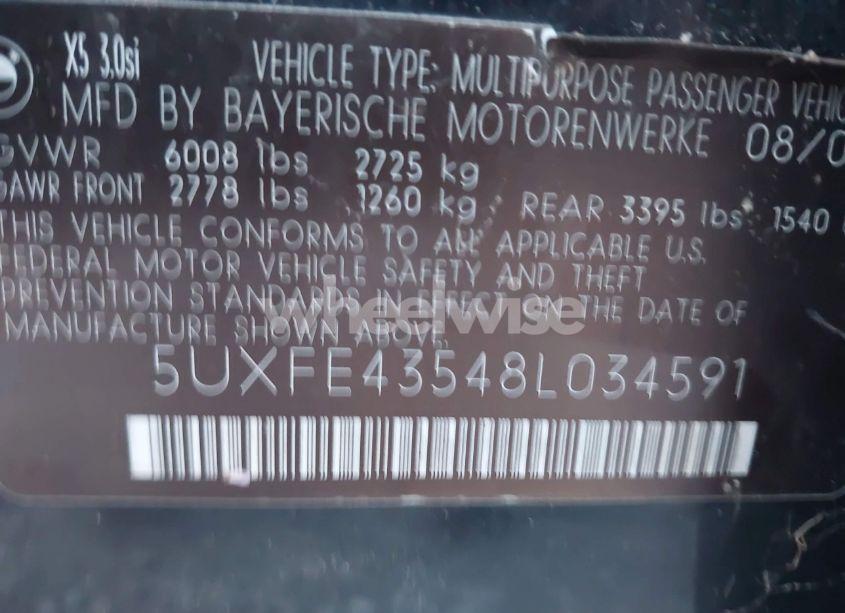 X5 3.0si
VEHICLE TYPE: MULTIPURPOSE PASSENGER
MFD BY BAYERISCHE MOTORENWERKE
GVWR 6008 lbs 2725 kg
GAWR FRONT 2778 lbs 1260 kg REAR 3395 lbs 1540
THIS VEHICLE CONFORMS TO ALL APPLICABLE U.S.
FEDERAL MOTOR VEHICLE SAFETY AND THEFT
PREVENTION STANDARDS IN EFFECT ON THE DATE OF
MANUFACTURE SHOWN ABOVE.
wheelwise
5UXFE43548L034591